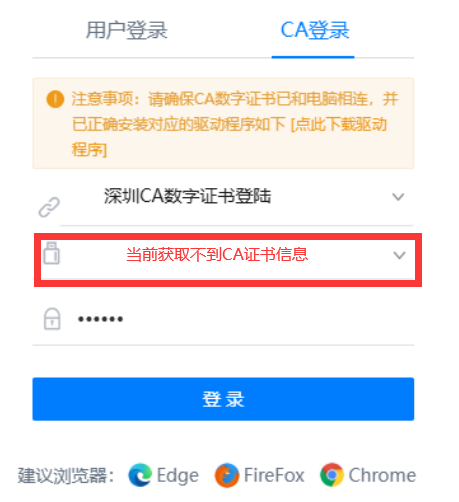 用户登录 CA登录
注意事项：请确保CA数字证书已和电脑相连，并
已正确安装对应的驱动程序如下 [点此下载驱动
程序]
深圳CA数字证书登陆
当前获取不到CA证书信息
••••••
登 录
建议浏览器： Edge FireFox Chrome